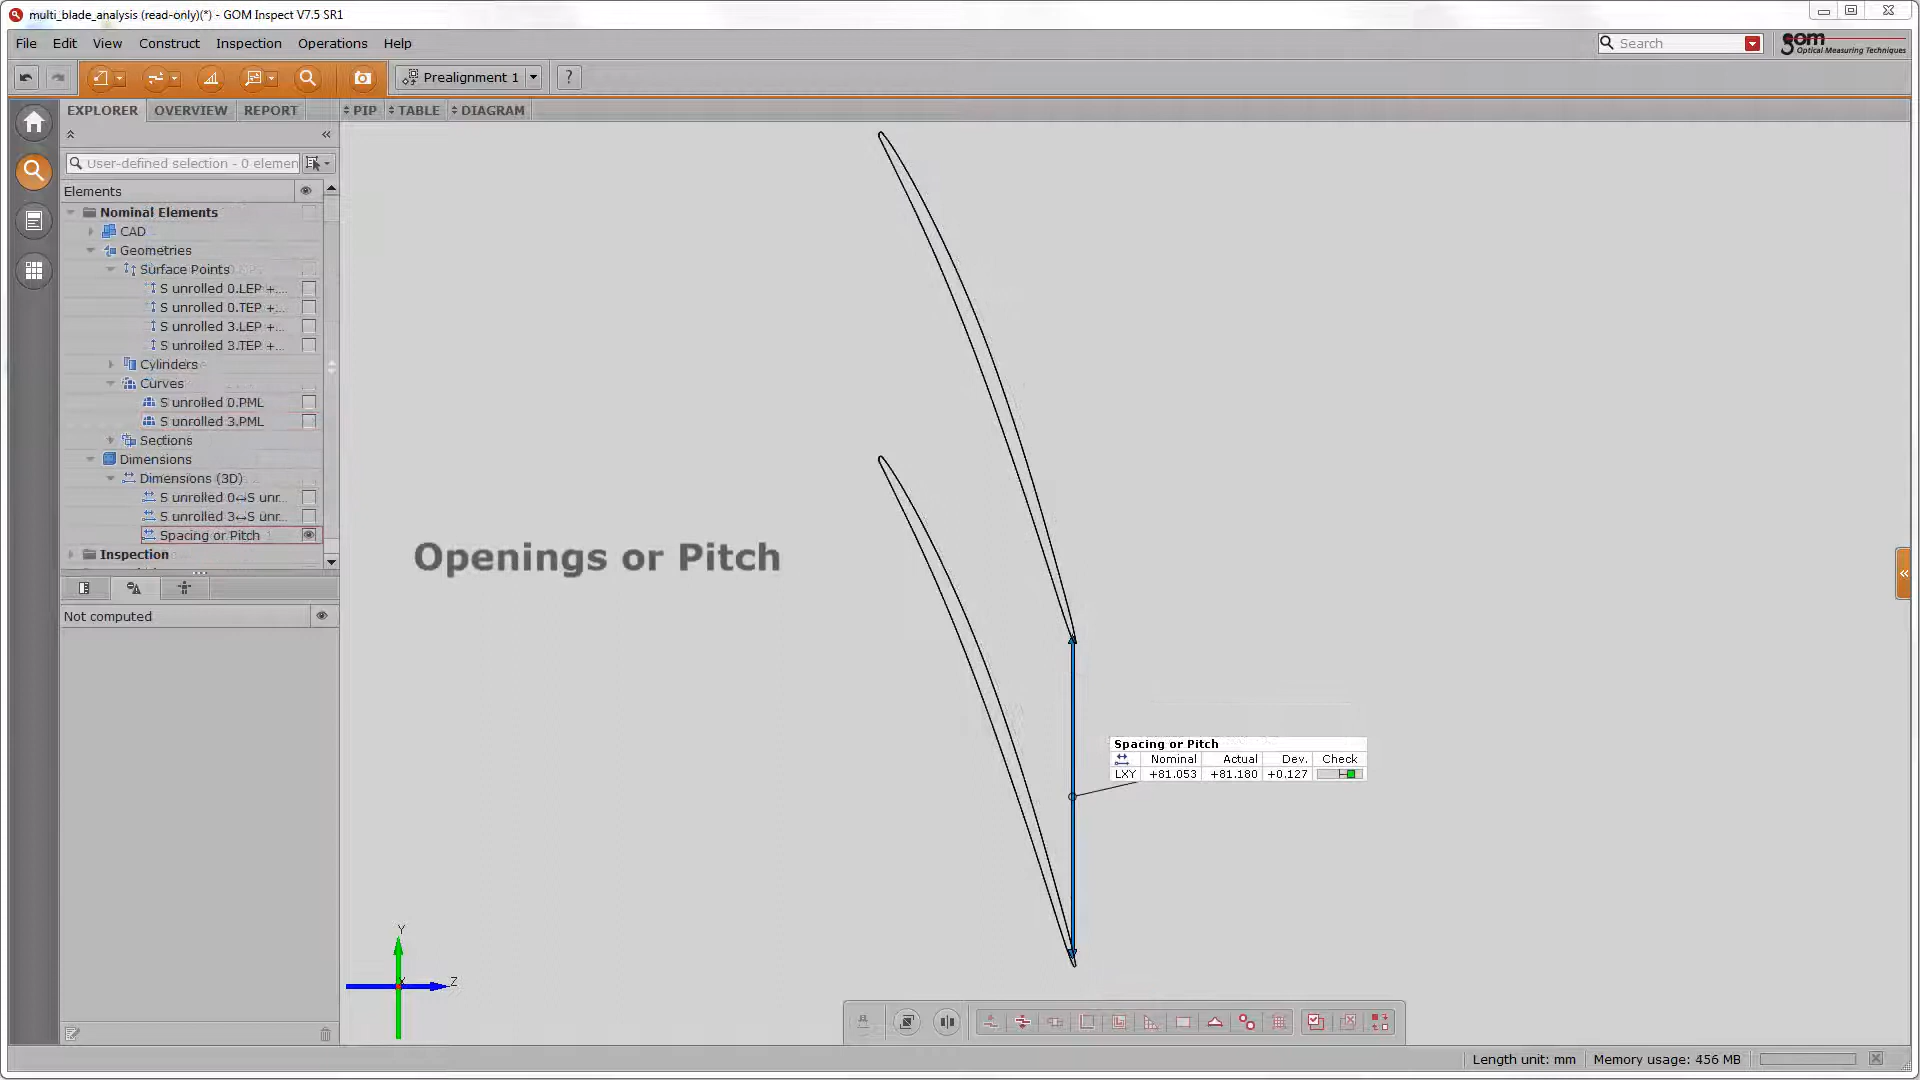 multi_blade_analysis (read-only)(*) - GOM Inspect V7.5 SR1
File Edit View Construct Inspection Operations Help
Search
gom
Optical Measuring Techniques
Prealignment 1
?
EXPLORER OVERVIEW REPORT
PIP TABLE DIAGRAM
User-defined selection - 0 elemen
Elements
Nominal Elements
CAD
Geometries
Surface Points
S unrolled 0.LEP +...
S unrolled 0.TEP +...
S unrolled 3.LEP +...
S unrolled 3.TEP +...
Cylinders
Curves
S unrolled 0.PML
S unrolled 3.PML
Sections
Dimensions
Dimensions (3D)
S unrolled 0↔S unr...
S unrolled 3↔S unr...
Spacing or Pitch
Inspection
Not computed
Openings or Pitch
Spacing or Pitch
Nominal Actual Dev. Check
LXY +81.053 +81.180 +0.127
Y
Z
Length unit: mm Memory usage: 456 MB